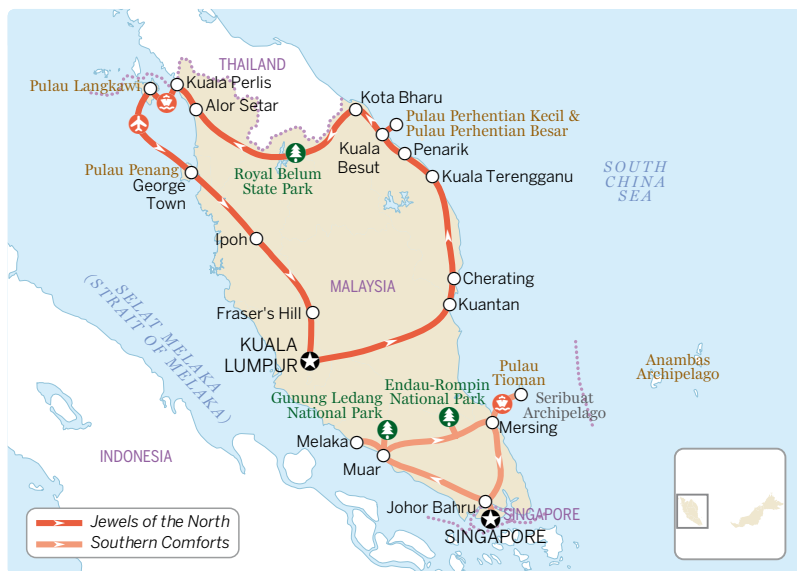 THAILAND
Pulau Langkawi
Kuala Perlis
Alor Setar
Kota Bharu
Pulau Perhentian Kecil &
Pulau Perhentian Besar
Kuala
Besut
Penarik
Royal Belum
State Park
Kuala Terengganu
Pulau Penang
George
Town
SOUTH
CHINA
SEA
Ipoh
MALAYSIA
Cherating
Kuantan
Fraser's Hill
SELAT MELAKA
(STRAIT OF MELAKA)
KUALA
LUMPUR
Pulau
Tioman
Anambas
Archipelago
Endau-Rompin
National Park
Gunung Ledang
National Park
Seribuat
Archipelago
Mersing
Melaka
Muar
INDONESIA
Johor Bahru
SINGAPORE
SINGAPORE
Jewels of the North
Southern Comforts